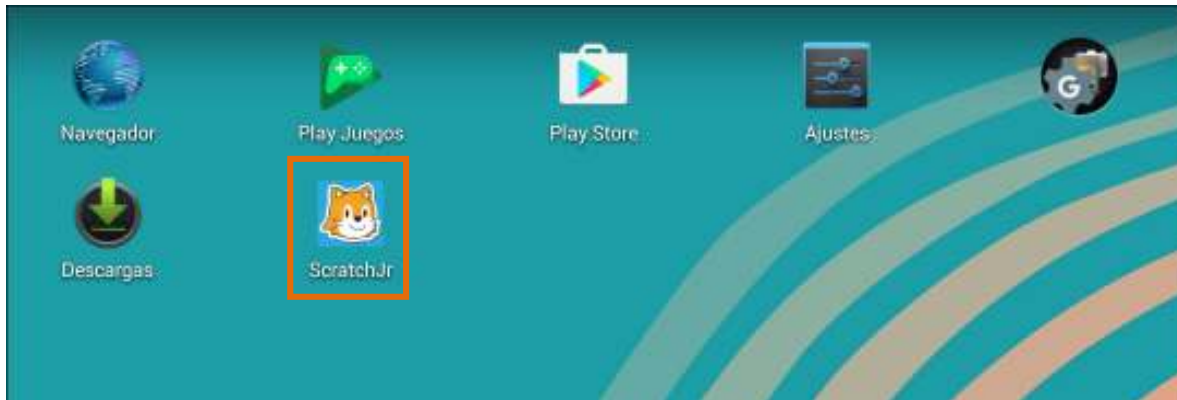 Navegador
Play Juegos
Play Store
Ajustes
G
Descargas
ScratchJr